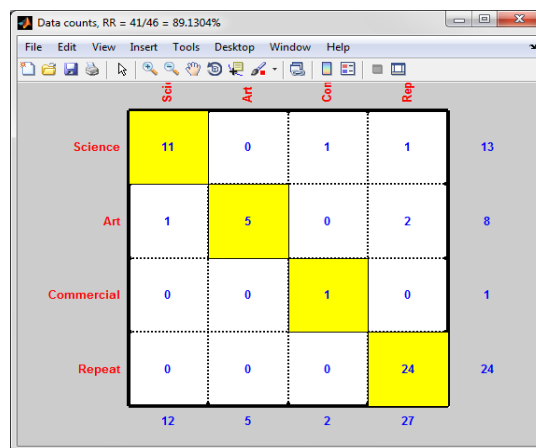 Data counts, RR = 41/46 = 89.1304%
File Edit View Insert Tools Desktop Window Help
Sci Art Con Rep
Science 11 0 1 1 13
Art 1 5 0 2 8
Commercial 0 0 1 0 1
Repeat 0 0 0 24 24
12 5 2 27